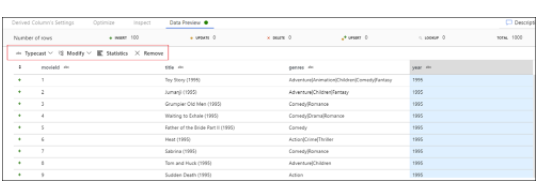 Derived Column's Settings Optimize Inspect Data Preview Descript
Number of rows INSERT 100 UPDATE 0 DELETE 0 UPSERT 0 LOOKUP 0 TOTAL 1000
Typecast Modify Statistics Remove
movieId title genres year
1 Toy Story (1995) Adventure|Animation|Children|Comedy|Fantasy 1995
2 Jumanji (1995) Adventure|Children|Fantasy 1995
3 Grumpier Old Men (1995) Comedy|Romance 1995
4 Waiting to Exhale (1995) Comedy|Drama|Romance 1995
5 Father of the Bride Part II (1995) Comedy 1995
6 Heat (1995) Action|Crime|Thriller 1995
7 Sabrina (1995) Comedy|Romance 1995
8 Tom and Huck (1995) Adventure|Children 1995
9 Sudden Death (1995) Action 1995